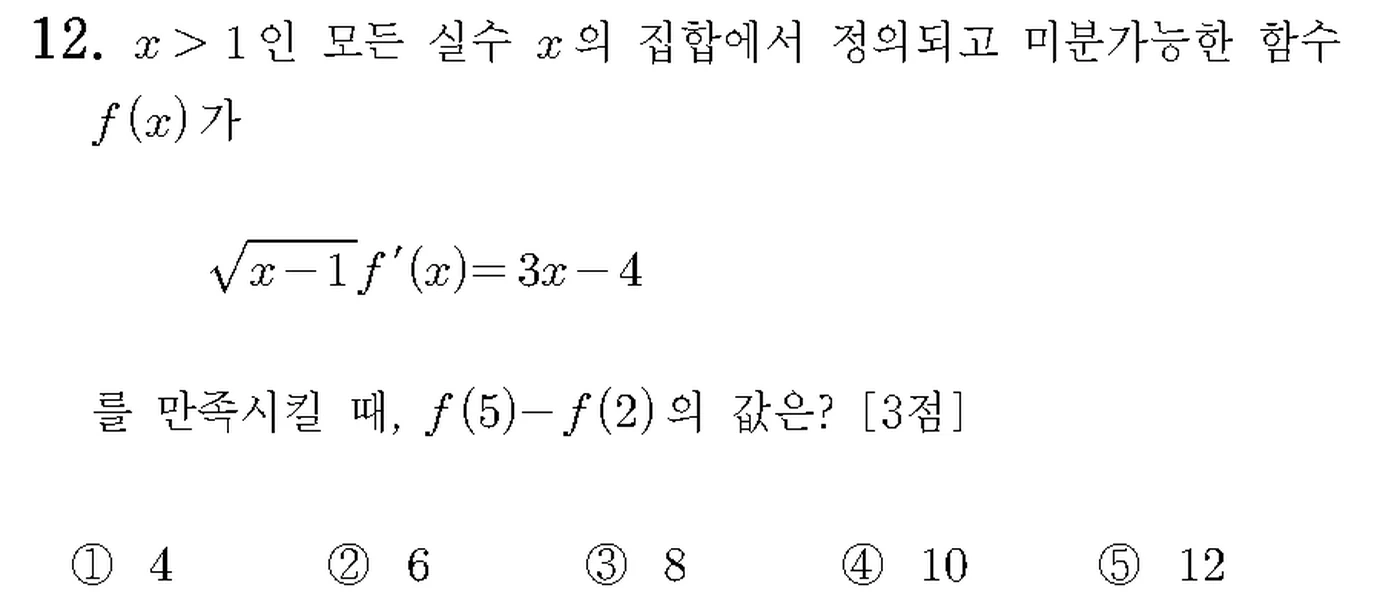 12. x > 1 인 모든 실수 x 의 집합에서 정의되고 미분가능한 함수
f(x)가
√(x-1) f′(x) = 3x - 4
를 만족시킬 때, f(5) - f(2)의 값은? [3점]
① 4 ② 6 ③ 8 ④ 10 ⑤ 12